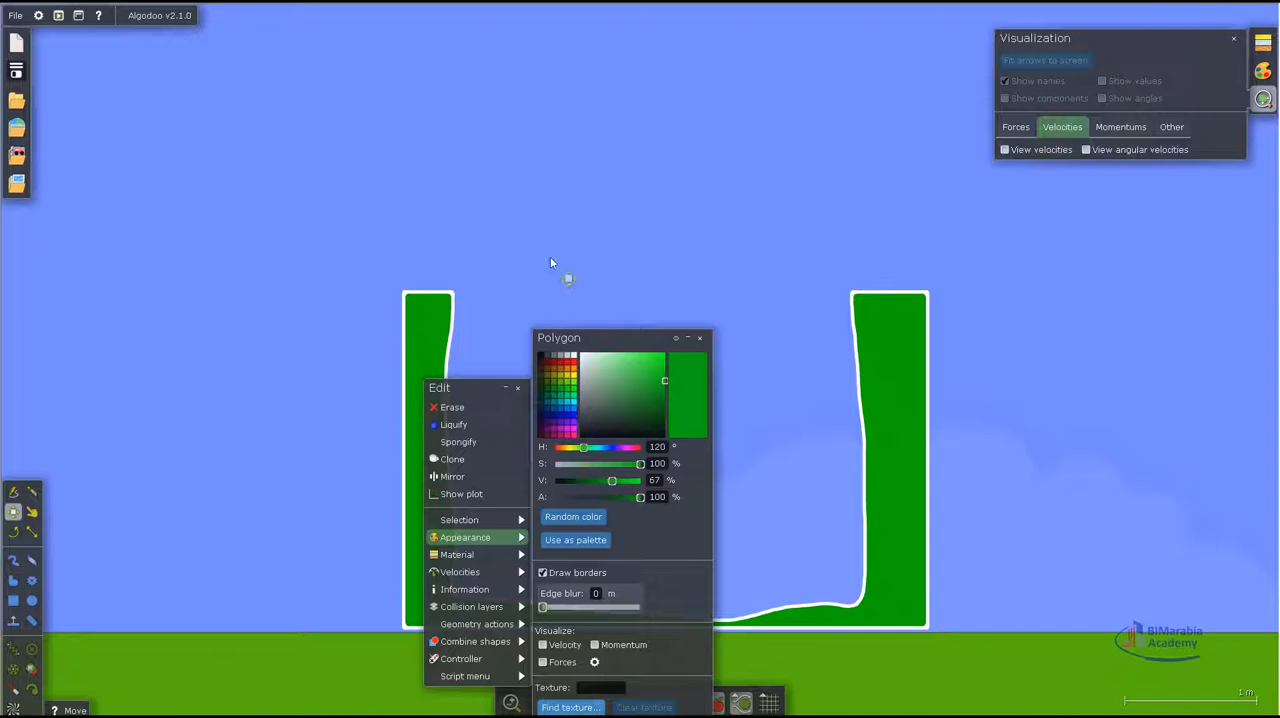 File ? Algodoo v2.1.0
Visualization
Fit arrows to screen
Show names Show values
Show components Show angles
Forces Velocities Momentums Other
View velocities View angular velocities
Polygon
Edit
Erase
Liquify
Spongify
Clone
Mirror
Show plot
Selection
Appearance
Material
Velocities
Information
Collision layers
Geometry actions
Combine shapes
Controller
Script menu
H: 120 °
S: 100 %
V: 67 %
A: 100 %
Random color
Use as palette
Draw borders
Edge blur: 0 m
Visualize:
Velocity Momentum
Forces
Texture:
Find texture... Clear texture
? Move
BIMarabia
Academy
1 m